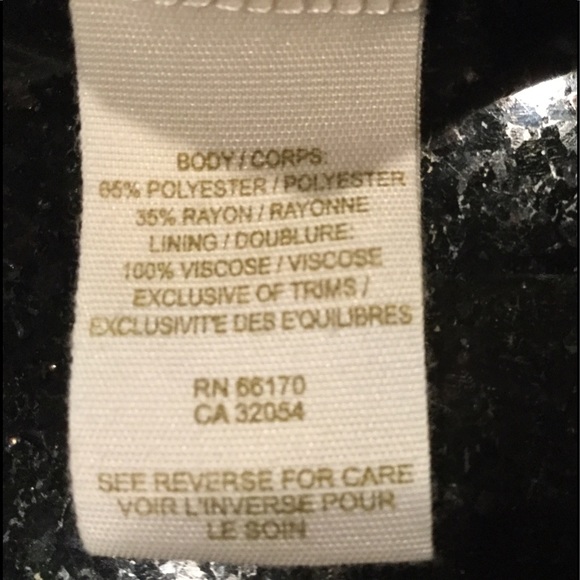 BODY / CORPS:
65% POLYESTER / POLYESTER
35% RAYON / RAYONNE
LINING / DOUBLURE:
100% VISCOSE / VISCOSE
EXCLUSIVE OF TRIMS /
EXCLUSIVITE DES E'QUILIBRES
RN 66170
CA 32054
SEE REVERSE FOR CARE
VOIR L'INVERSE POUR
LE SOIN